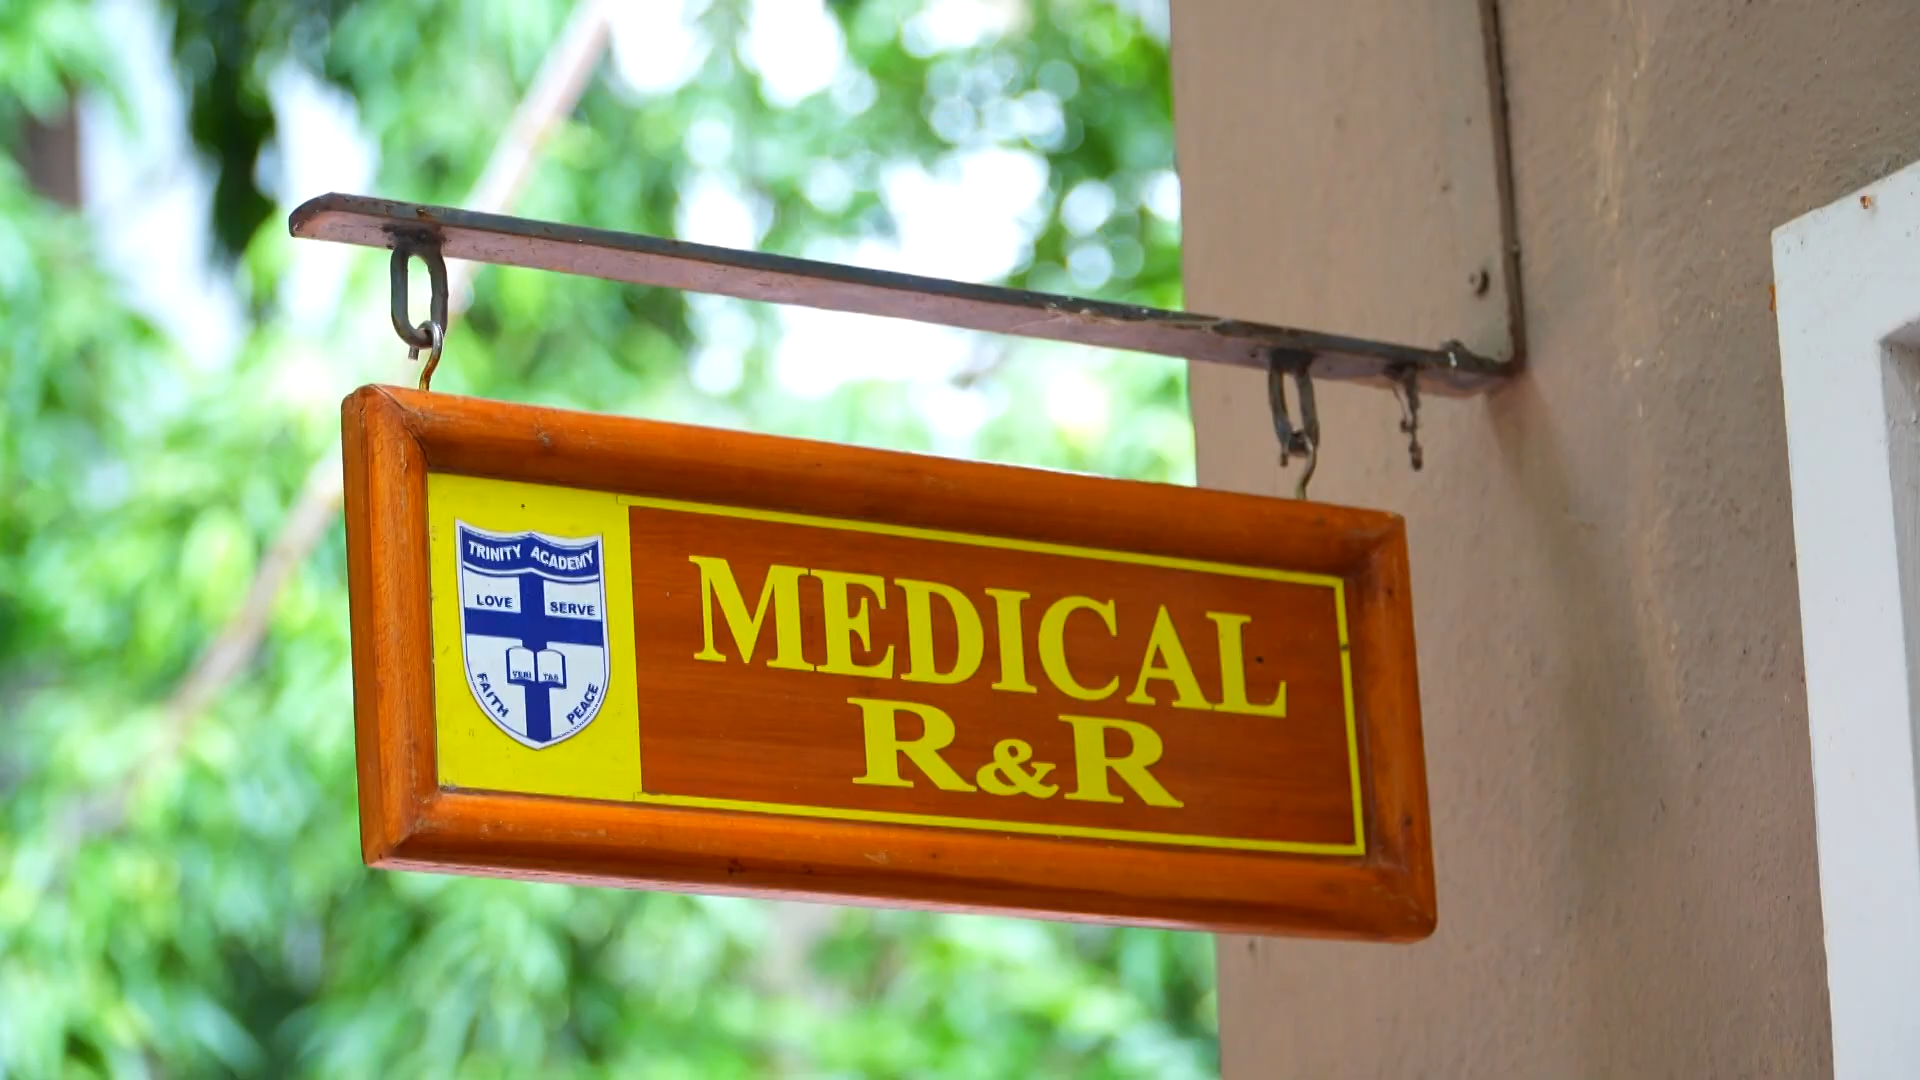 TRINITY ACADEMY
LOVE SERVE
VERI TAS
FAITH PEACE
MEDICAL
R&R